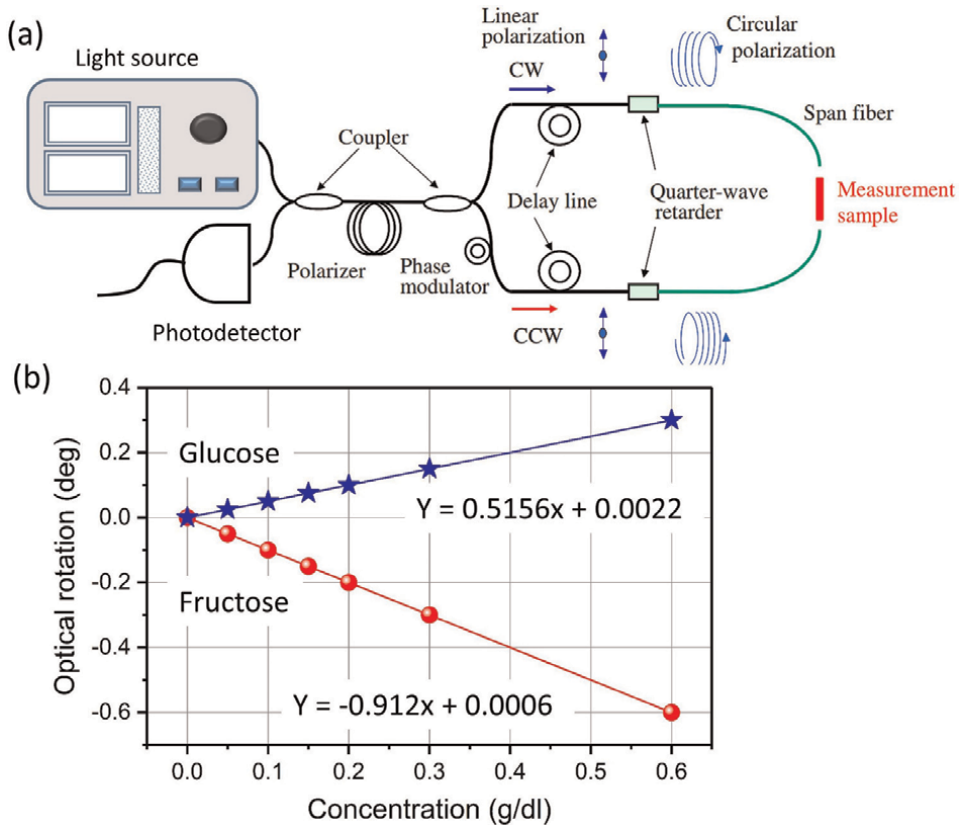 (a)
Light source
Linear
polarization
Circular
polarization
CW
Span fiber
Coupler
Delay line
Quarter-wave
retarder
Measurement
sample
Polarizer
Phase
modulator
Photodetector
CCW
(b)
0.4
0.2
0.0
-0.2
-0.4
-0.6
Optical rotation (deg)
Glucose
Y = 0.5156x + 0.0022
Fructose
Y = -0.912x + 0.0006
0.0 0.1 0.2 0.3 0.4 0.5 0.6
Concentration (g/dl)